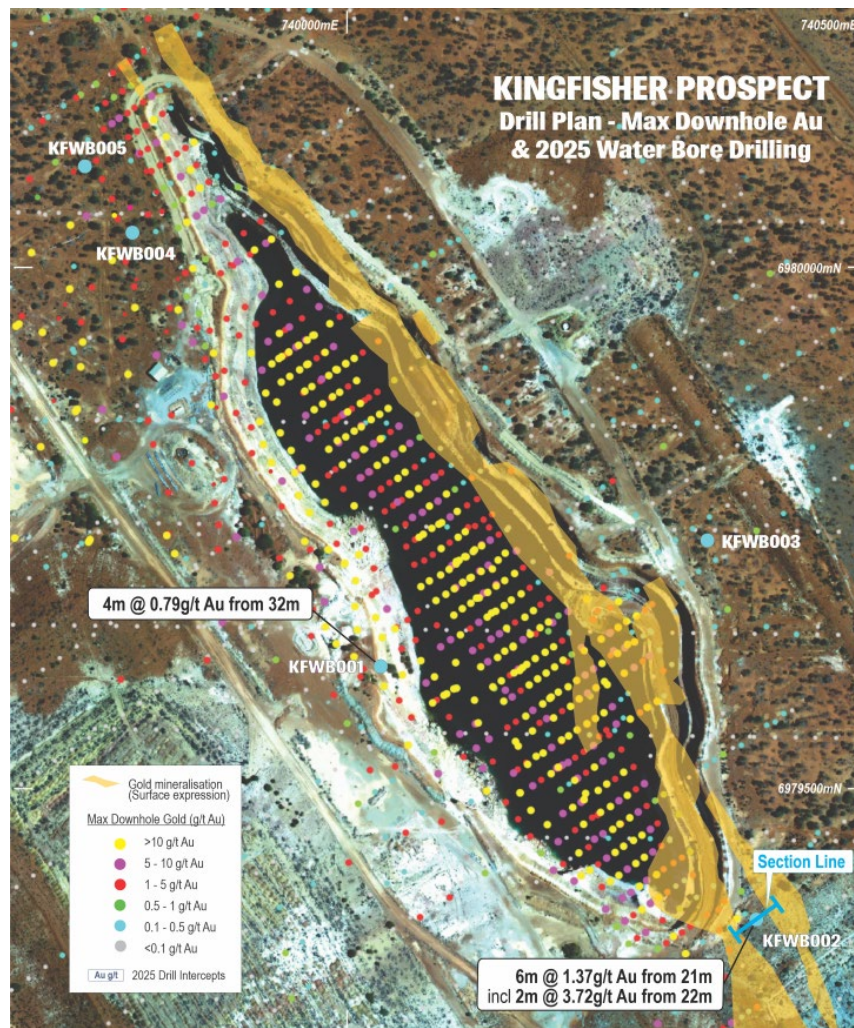 740000mE
740500mE
KINGFISHER PROSPECT
Drill Plan - Max Downhole Au
& 2025 Water Bore Drilling
KFWB005
KFWB004
6980000mN
KFWB003
4m @ 0.79g/t Au from 32m
KFWB001
Gold mineralisation
(Surface expression)
Max Downhole Gold (g/t Au)
>10 g/t Au
5 - 10 g/t Au
1 - 5 g/t Au
0.5 - 1 g/t Au
0.1 - 0.5 g/t Au
<0.1 g/t Au
Au g/t 2025 Drill Intercepts
6979500mN
Section Line
KFWB002
6m @ 1.37g/t Au from 21m
incl 2m @ 3.72g/t Au from 22m